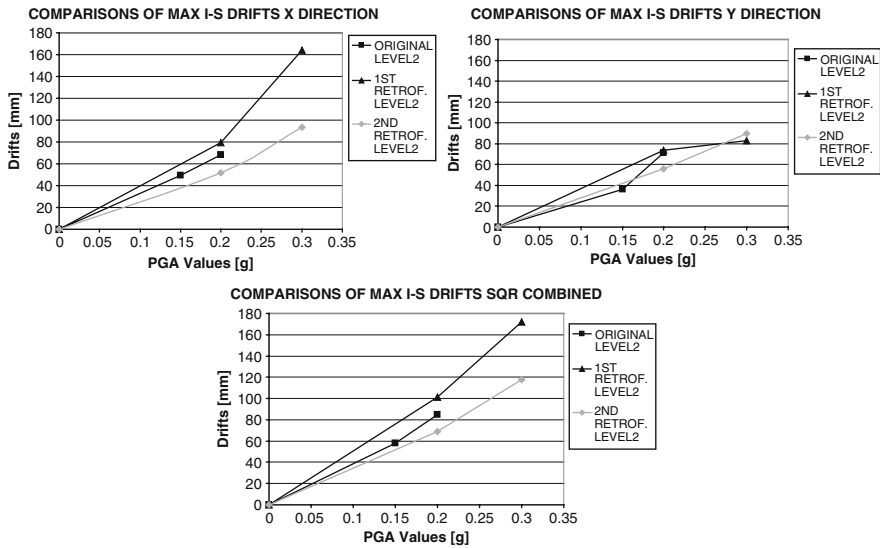 COMPARISONS OF MAX I-S DRIFTS X DIRECTION
Drifts [mm]
180
160
140
120
100
80
60
40
20
0
0 0.05 0.1 0.15 0.2 0.25 0.3 0.35
PGA Values [g]
ORIGINAL
LEVEL2
1ST
RETROF.
LEVEL2
2ND
RETROF.
LEVEL2
COMPARISONS OF MAX I-S DRIFTS Y DIRECTION
Drifts [mm]
180
160
140
120
100
80
60
40
20
0
0 0.05 0.1 0.15 0.2 0.25 0.3 0.35
PGA Values [g]
ORIGINAL
LEVEL2
1ST
RETROF.
LEVEL2
2ND
RETROF.
LEVEL2
COMPARISONS OF MAX I-S DRIFTS SQR COMBINED
Drifts [mm]
180
160
140
120
100
80
60
40
20
0
0 0.05 0.1 0.15 0.2 0.25 0.3 0.35
PGA Values [g]
ORIGINAL
LEVEL2
1ST
RETROF.
LEVEL2
2ND
RETROF.
LEVEL2